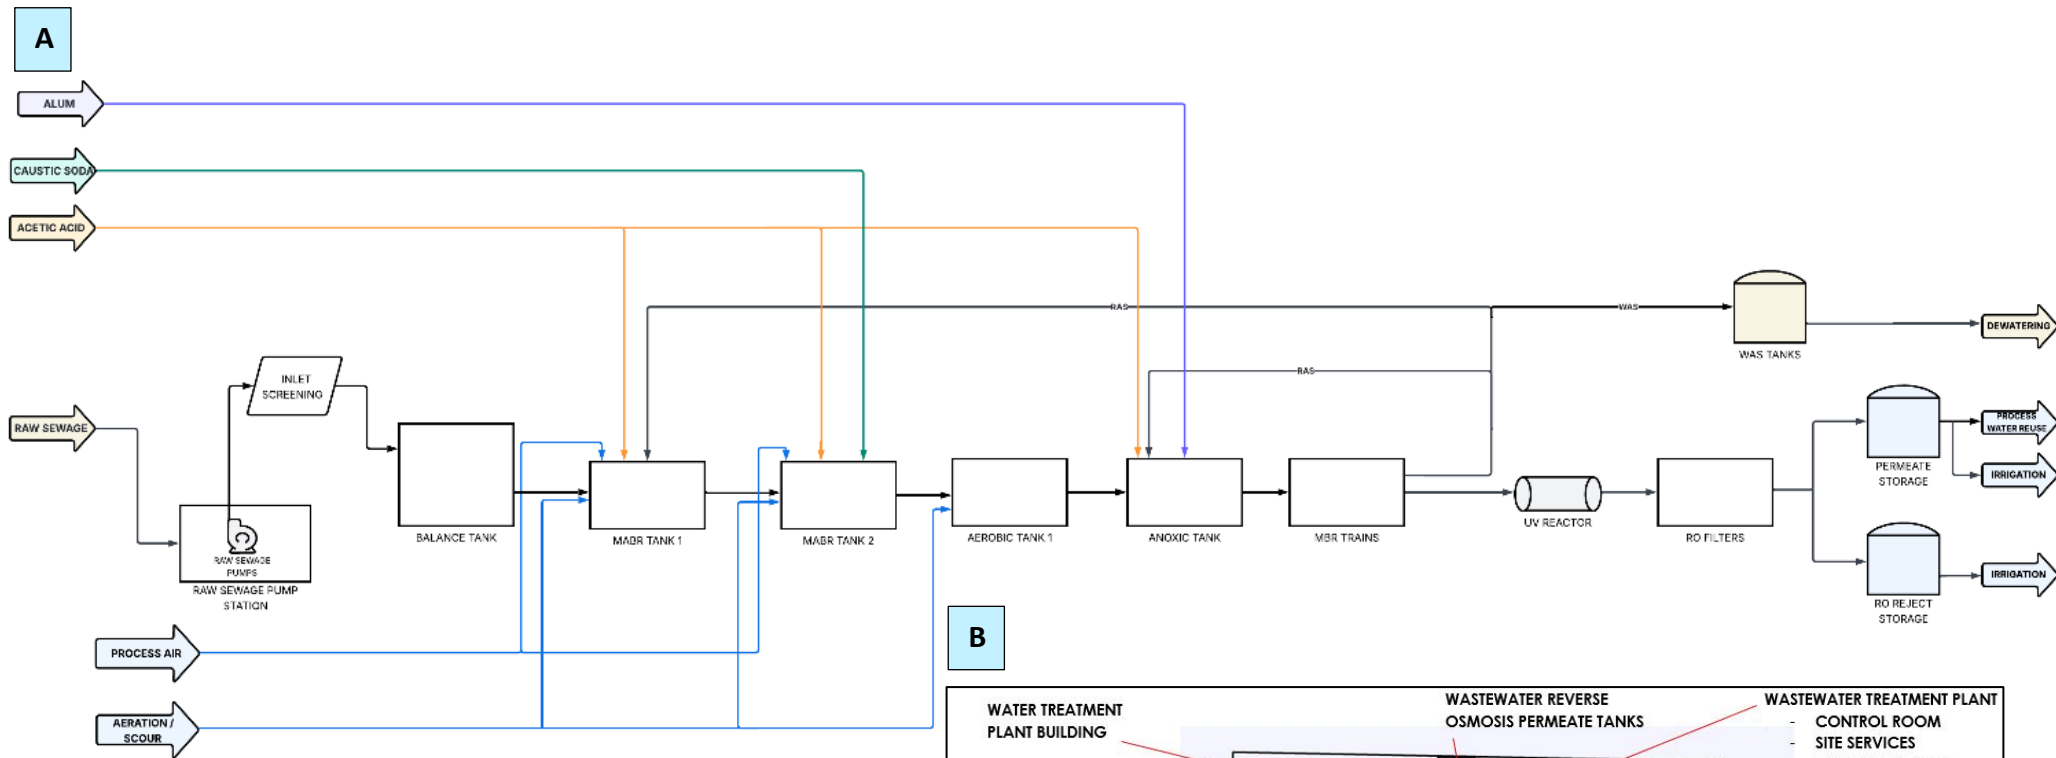 A
ALUM
CAUSTIC SODA
ACETIC ACID
RAS
WAS
DEWATERING
WAS TANKS
RAS
INLET
SCREENING
RAW SEWAGE
PROCESS
WATER REUSE
PERMEATE
STORAGE
IRRIGATION
BALANCE TANK
MABR TANK 1
MABR TANK 2
AEROBIC TANK 1
ANOXIC TANK
MBR TRAINS
UV REACTOR
RO FILTERS
RAW SEWAGE
PUMPS
RAW SEWAGE PUMP
STATION
IRRIGATION
RO REJECT
STORAGE
PROCESS AIR
AERATION /
SCOUR
B
WATER TREATMENT
PLANT BUILDING
WASTEWATER REVERSE
OSMOSIS PERMEATE TANKS
WASTEWATER TREATMENT PLANT
- CONTROL ROOM
- SITE SERVICES